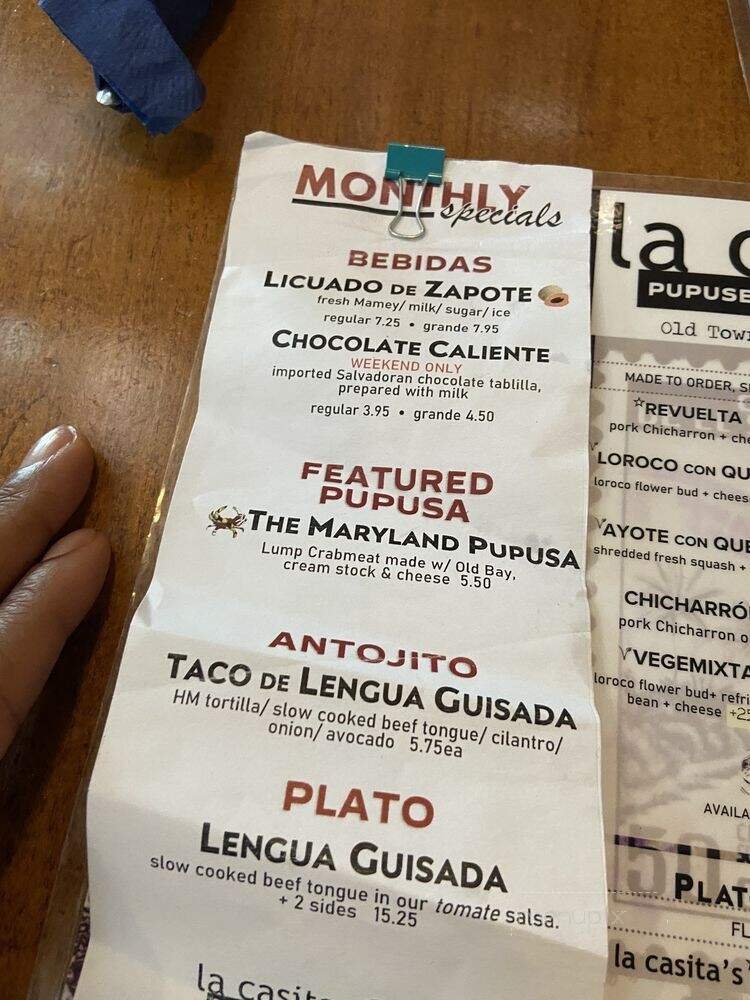 MONTHLY
specials
BEBIDAS
LICUADO DE ZAPOTE
fresh Mamey/ milk/ sugar/ ice
regular 7.25 • grande 7.95
CHOCOLATE CALIENTE
WEEKEND ONLY
imported Salvadoran chocolate tablilla,
prepared with milk
regular 3.95 • grande 4.50
FEATURED
PUPUSA
THE MARYLAND PUPUSA
Lump Crabmeat made w/ Old Bay,
cream stock & cheese 5.50
ANTOJITO
TACO DE LENGUA GUISADA
HM tortilla/ slow cooked beef tongue/ cilantro/
onion/ avocado 5.75ea
PLATO
LENGUA GUISADA
slow cooked beef tongue in our tomate salsa.
+ 2 sides 15.25
la casit
la c
PUPUSE
Old Tow
MADE TO ORDER, S
REVUELTA
pork Chicharron + che
LOROCO CON QU
loroco flower bud + chees
AYOTE CON QUE
shredded fresh squash +
CHICHARRÓ
pork Chicharron o
VEGEMIXTA
loroco flower bud+ refri
bean + cheese +25
AVAILA
50
PLAT
FL
la casita's